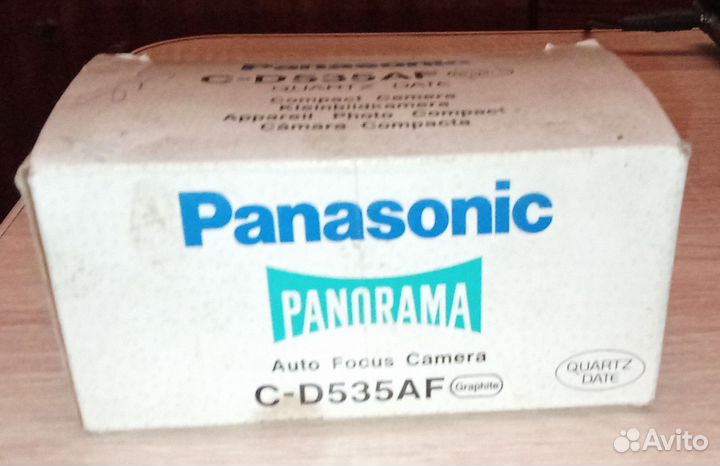 Panasonic
C-D535AF
QUARTZ DATE
Compact Camera
Kleinbildkamera
Appareil Photo Compact
Cámara Compacta
Panasonic
PANORAMA
Auto Focus Camera
C-D535AF Graphite
QUARTZ
DATE
Avito